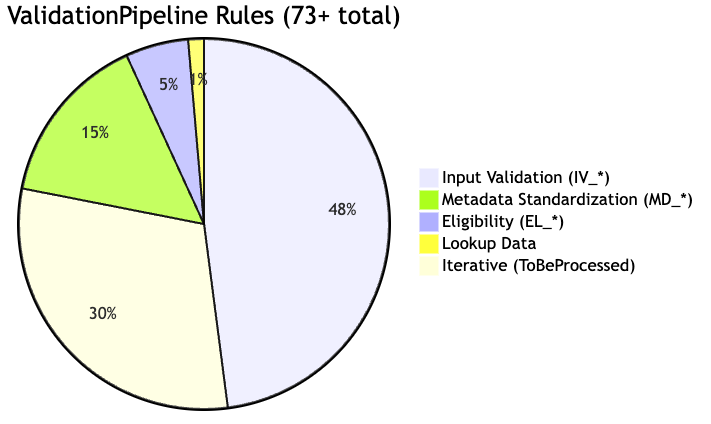 ValidationPipeline Rules (73+ total)
48%
30%
15%
5%
1%
Input Validation (IV_*)
Metadata Standardization (MD_*)
Eligibility (EL_*)
Lookup Data
Iterative (ToBeProcessed)